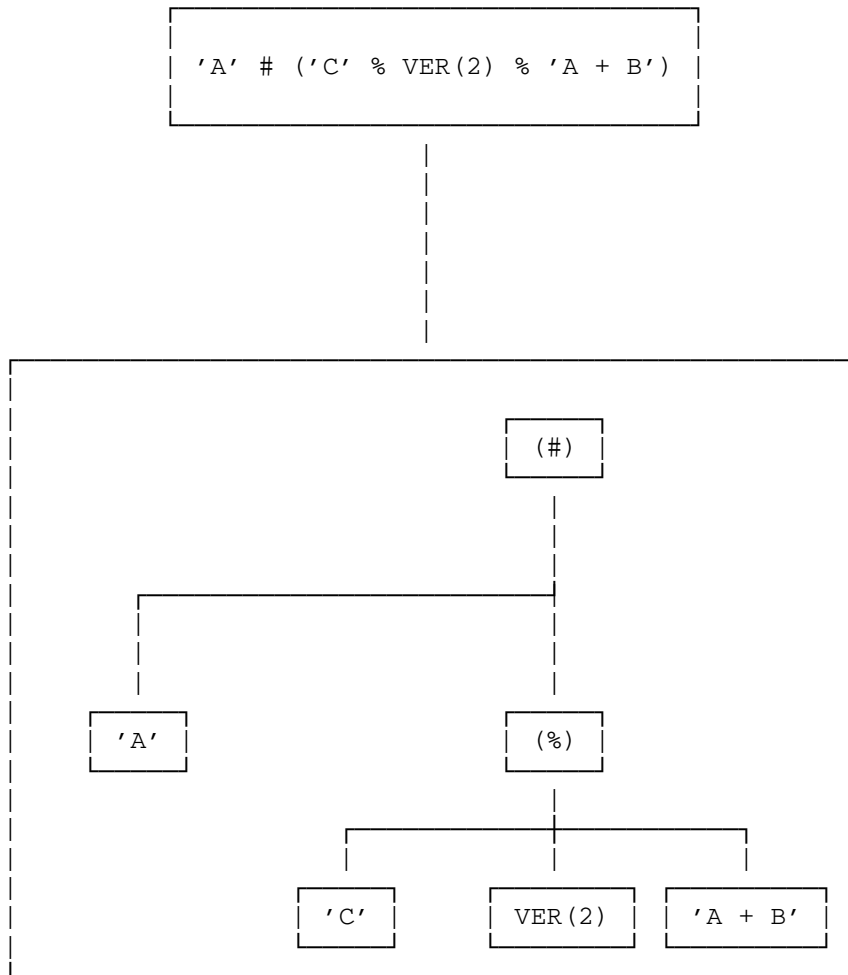 'A' # ('C' % VER(2) % 'A + B')
(#)
'A' (%)
'C' VER(2) 'A + B'